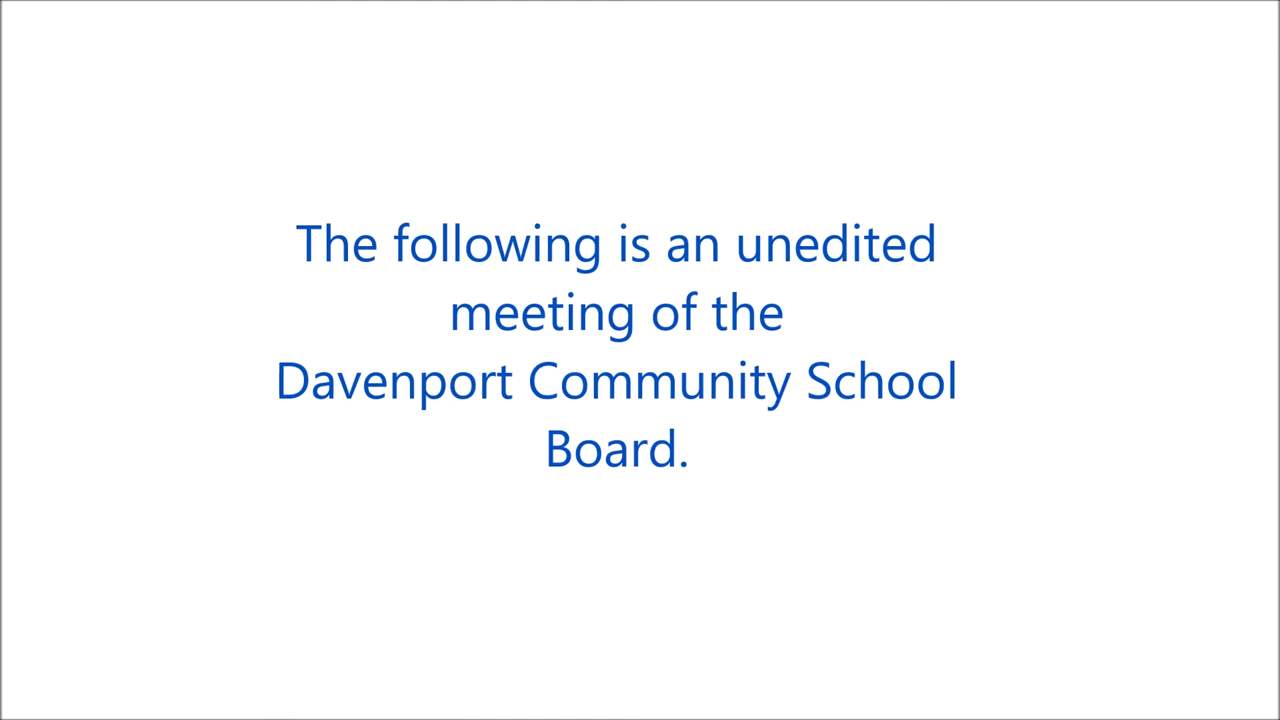 The following is an unedited
meeting of the
Davenport Community School
Board.